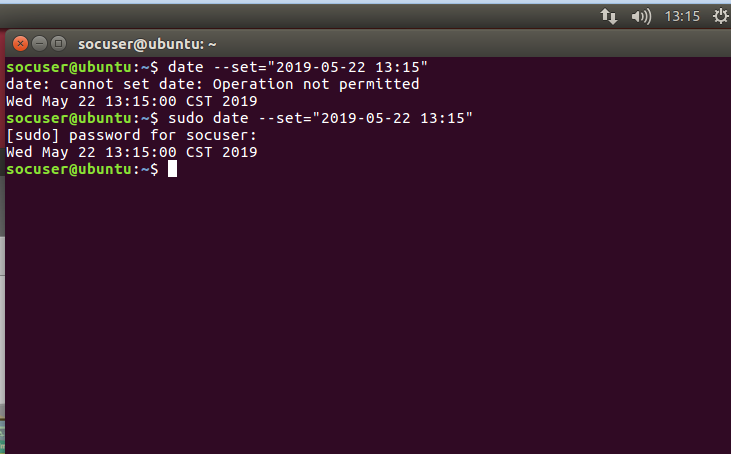 13:15
socuser@ubuntu: ~
socuser@ubuntu:~$ date --set="2019-05-22 13:15"
date: cannot set date: Operation not permitted
Wed May 22 13:15:00 CST 2019
socuser@ubuntu:~$ sudo date --set="2019-05-22 13:15"
[sudo] password for socuser:
Wed May 22 13:15:00 CST 2019
socuser@ubuntu:~$